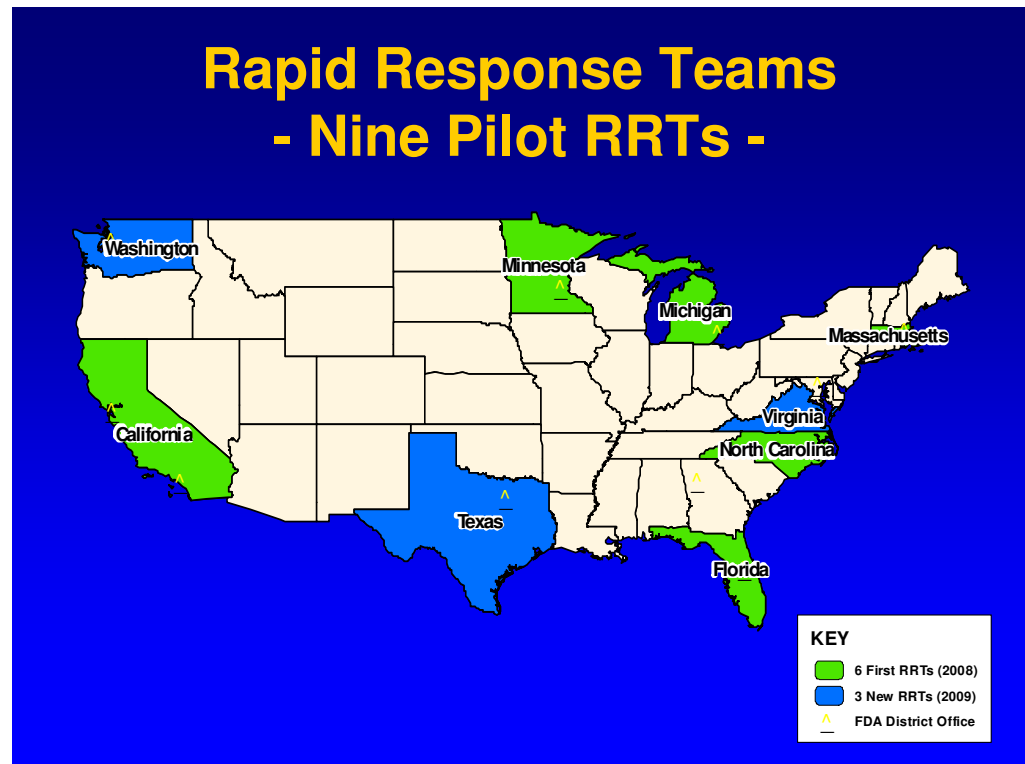 Rapid Response Teams
- Nine Pilot RRTs -
Washington
Minnesota
Michigan
Massachusetts
California
Virginia
North Carolina
Texas
Florida
KEY
6 First RRTs (2008)
3 New RRTs (2009)
FDA District Office